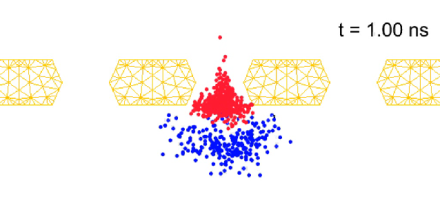 t = 1.00 ns